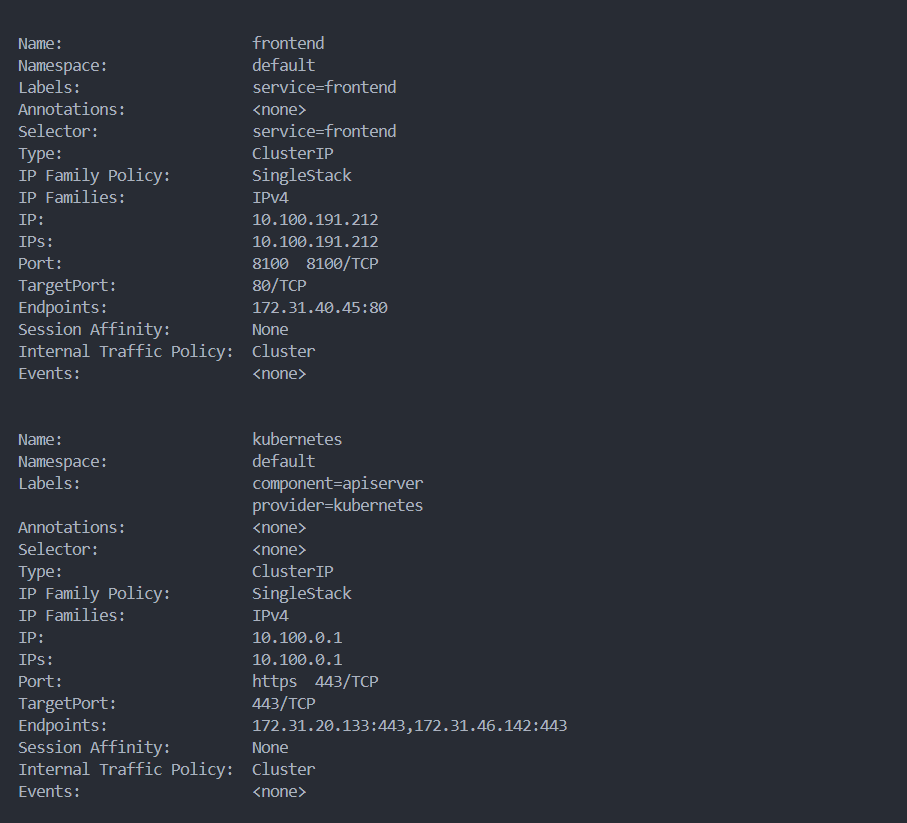 Name:                     frontend
Namespace:                default
Labels:                   service=frontend
Annotations:              <none>
Selector:                 service=frontend
Type:                     ClusterIP
IP Family Policy:         SingleStack
IP Families:              IPv4
IP:                       10.100.191.212
IPs:                      10.100.191.212
Port:                     8100  8100/TCP
TargetPort:               80/TCP
Endpoints:                172.31.40.45:80
Session Affinity:         None
Internal Traffic Policy:  Cluster
Events:                   <none>

Name:                     kubernetes
Namespace:                default
Labels:                   component=apiserver
                          provider=kubernetes
Annotations:              <none>
Selector:                 <none>
Type:                     ClusterIP
IP Family Policy:         SingleStack
IP Families:              IPv4
IP:                       10.100.0.1
IPs:                      10.100.0.1
Port:                     https  443/TCP
TargetPort:               443/TCP
Endpoints:                172.31.20.133:443,172.31.46.142:443
Session Affinity:         None
Internal Traffic Policy:  Cluster
Events:                   <none>